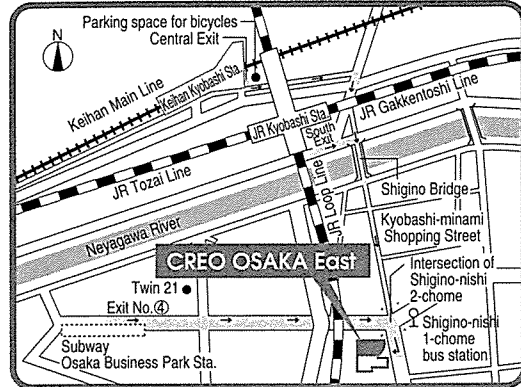 Parking space for bicycles
Central Exit
N
Keihan Main Line
Keihan Kyobashi Sta.
JR Kyobashi Sta.
South
Exit
JR Gakkentoshi Line
JR Tozai Line
JR Loop Line
Shigino Bridge
Neyagawa River
Kyobashi-minami
Shopping Street
CREO OSAKA East
Intersection of
Shigino-nishi
2-chome
Twin 21
Exit No.④
Shigino-nishi
1-chome
bus station
Subway
Osaka Business Park Sta.